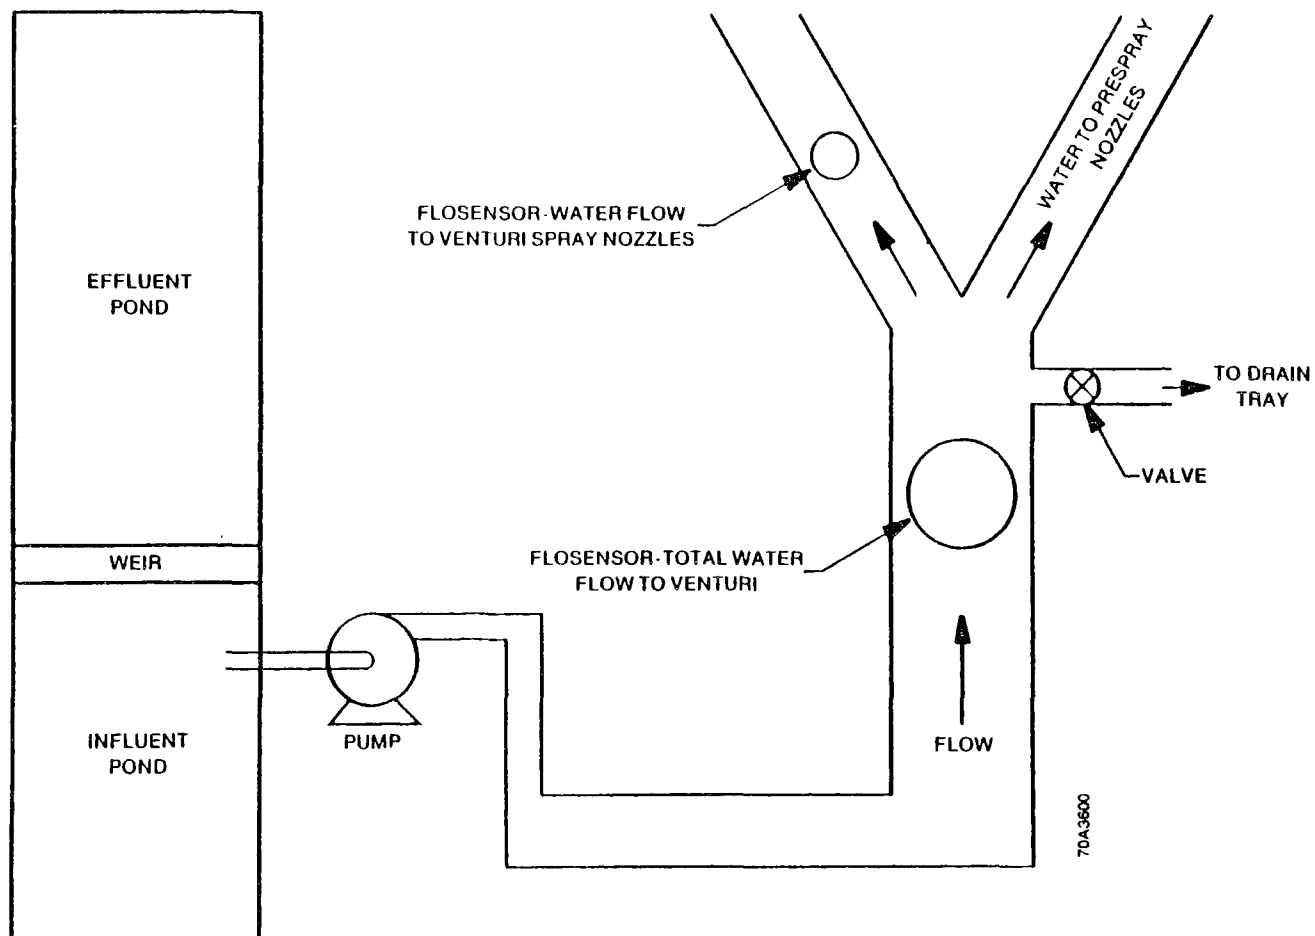 WATER TO PRESPRAY
NOZZLES
FLOSENSOR-WATER FLOW
TO VENTURI SPRAY NOZZLES
EFFLUENT
POND
TO DRAIN
TRAY
VALVE
WEIR
FLOSENSOR-TOTAL WATER
FLOW TO VENTURI
INFLUENT
POND
PUMP
FLOW
70A3600